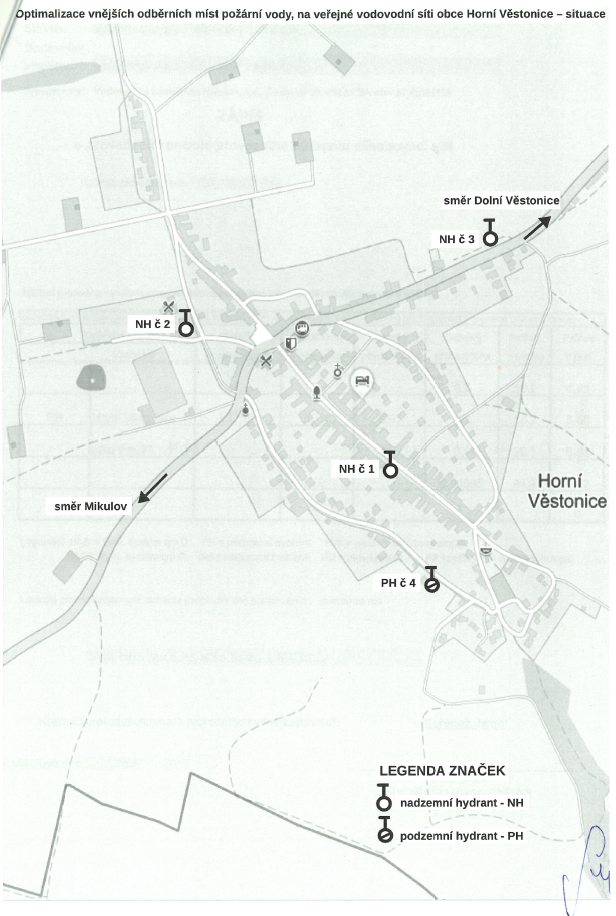 Optimalizace vnějších odběrních míst požární vody, na veřejné vodovodní síti obce Horní Věstonice – situace
směr Dolní Věstonice
NH č 3
NH č 2
NH č 1
Horní
Věstonice
směr Mikulov
PH č 4
LEGENDA ZNAČEK
nadzemní hydrant - NH
podzemní hydrant - PH